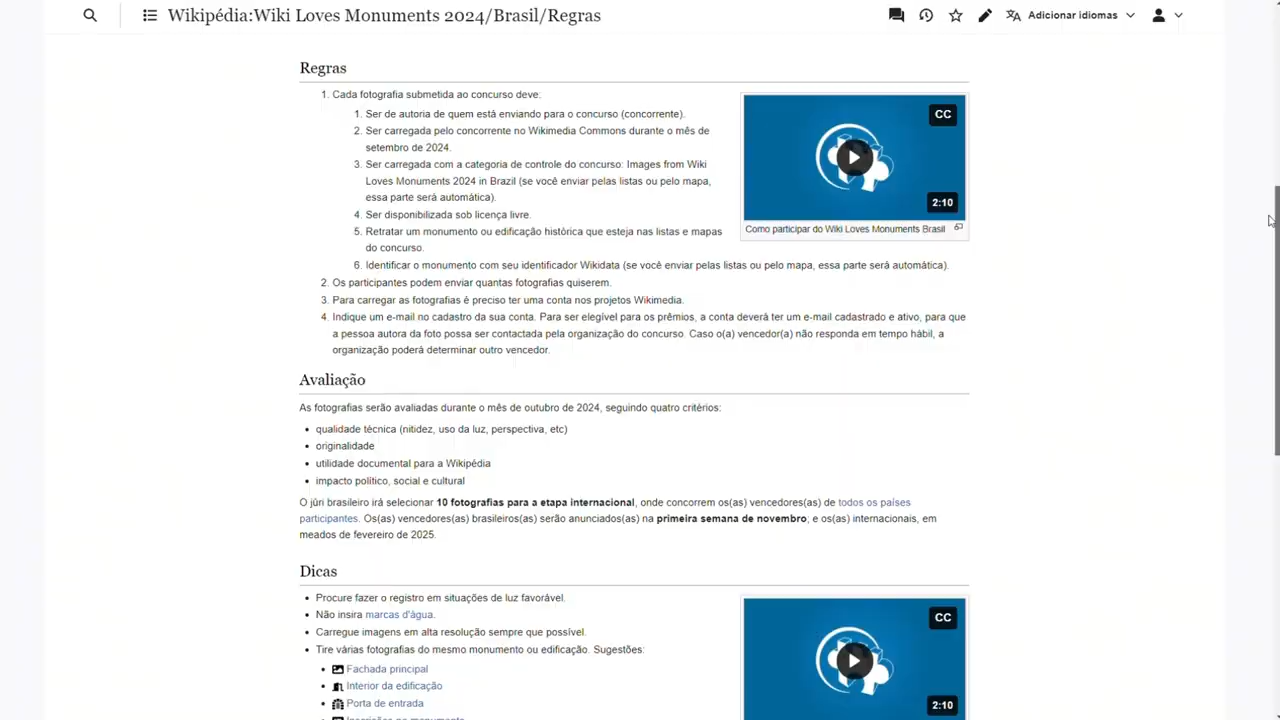 Wikipédia:Wiki Loves Monuments 2024/Brasil/Regras
Adicionar idiomas
Regras
1. Cada fotografia submetida ao concurso deve:
1. Ser de autoria de quem está enviando para o concurso (concorrente).
2. Ser carregada pelo concorrente no Wikimedia Commons durante o mês de
setembro de 2024.
3. Ser carregada com a categoria de controle do concurso: Images from Wiki
Loves Monuments 2024 in Brazil (se você enviar pelas listas ou pelo mapa,
essa parte será automática).
4. Ser disponibilizada sob licença livre.
5. Retratar um monumento ou edificação histórica que esteja nas listas e mapas
do concurso.
6. Identificar o monumento com seu identificador Wikidata (se você enviar pelas listas ou pelo mapa, essa parte será automática).
CC
2:10
Como participar do Wiki Loves Monuments Brasil
2. Os participantes podem enviar quantas fotografias quiserem.
3. Para carregar as fotografias é preciso ter uma conta nos projetos Wikimedia.
4. Indique um e-mail no cadastro da sua conta. Para ser elegível para os prêmios, a conta deverá ter um e-mail cadastrado e ativo, para que
a pessoa autora da foto possa ser contactada pela organização do concurso. Caso o(a) vencedor(a) não responda em tempo hábil, a
organização poderá determinar outro vencedor.
Avaliação
As fotografias serão avaliadas durante o mês de outubro de 2024, seguindo quatro critérios:
• qualidade técnica (nitidez, uso da luz, perspectiva, etc)
• originalidade
• utilidade documental para a Wikipédia
• impacto político, social e cultural
O júri brasileiro irá selecionar 10 fotografias para a etapa internacional, onde concorrem os(as) vencedores(as) de todos os países
participantes. Os(as) vencedores(as) brasileiros(as) serão anunciados(as) na primeira semana de novembro; e os(as) internacionais, em
meados de fevereiro de 2025.
Dicas
• Procure fazer o registro em situações de luz favorável.
• Não insira marcas d'água.
• Carregue imagens em alta resolução sempre que possível.
• Tire várias fotografias do mesmo monumento ou edificação. Sugestões:
• Fachada principal
• Interior da edificação
• Porta de entrada
• Inscrições no monumento
CC
2:10